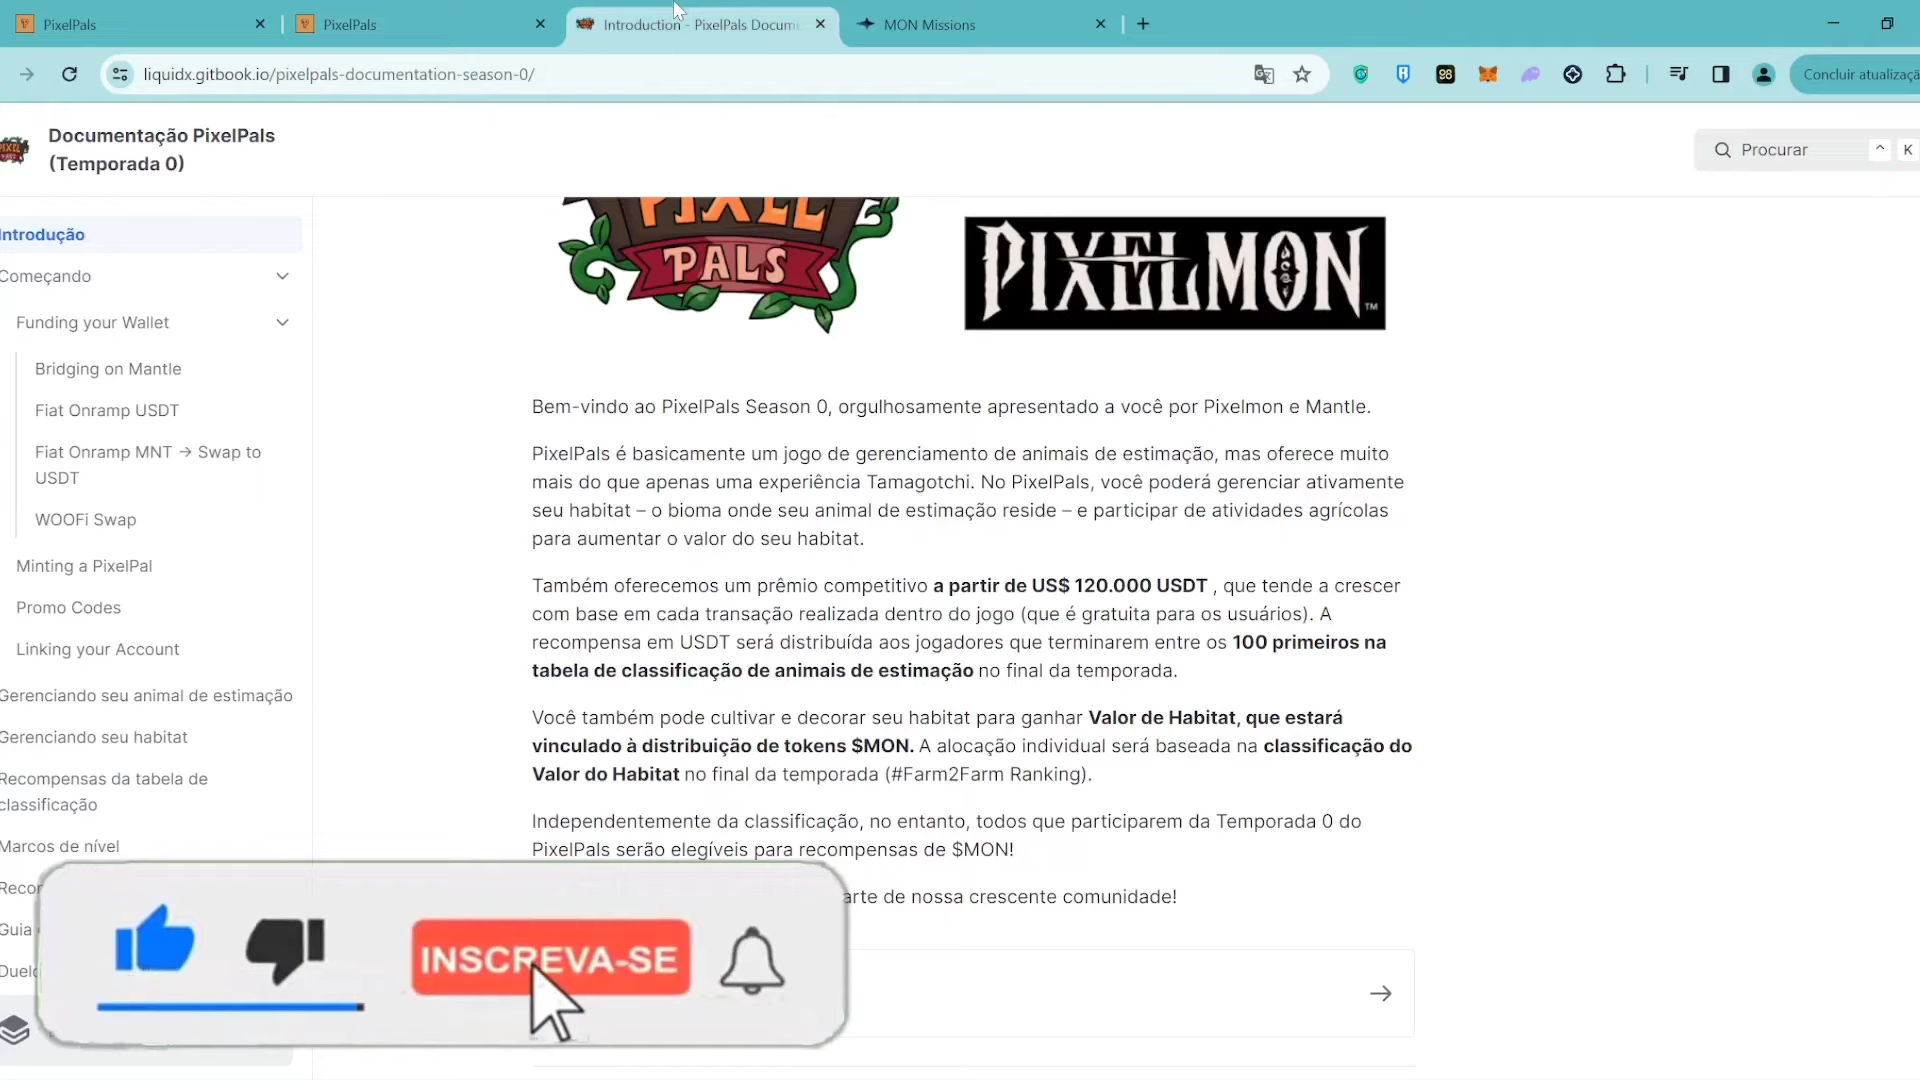 PixelPals
PixelPals
Introduction - PixelPals Docum
MON Missions
liquidx.gitbook.io/pixelpals-documentation-season-0/
98
Concluir atualizaçã
PIXEL
Documentação PixelPals
(Temporada 0)
Procurar
^
K
Introdução
Começando
Funding your Wallet
Bridging on Mantle
Fiat Onramp USDT
Fiat Onramp MNT → Swap to
USDT
WOOFi Swap
Minting a PixelPal
Promo Codes
Linking your Account
Gerenciando seu animal de estimação
Gerenciando seu habitat
Recompensas da tabela de
classificação
Marcos de nível
Reco
Guia
Duelo
PIXEL
PALS
PIXELMON™
Bem-vindo ao PixelPals Season 0, orgulhosamente apresentado a você por Pixelmon e Mantle.
PixelPals é basicamente um jogo de gerenciamento de animais de estimação, mas oferece muito
mais do que apenas uma experiência Tamagotchi. No PixelPals, você poderá gerenciar ativamente
seu habitat – o bioma onde seu animal de estimação reside – e participar de atividades agrícolas
para aumentar o valor do seu habitat.
Também oferecemos um prêmio competitivo a partir de US$ 120.000 USDT , que tende a crescer
com base em cada transação realizada dentro do jogo (que é gratuita para os usuários). A
recompensa em USDT será distribuída aos jogadores que terminarem entre os 100 primeiros na
tabela de classificação de animais de estimação no final da temporada.
Você também pode cultivar e decorar seu habitat para ganhar Valor de Habitat, que estará
vinculado à distribuição de tokens $MON. A alocação individual será baseada na classificação do
Valor do Habitat no final da temporada (#Farm2Farm Ranking).
Independentemente da classificação, no entanto, todos que participarem da Temporada 0 do
PixelPals serão elegíveis para recompensas de $MON!
arte de nossa crescente comunidade!
INSCREVA-SE